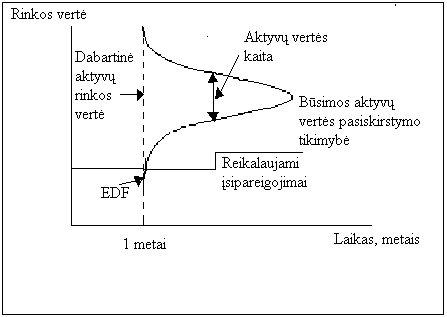 Rinkos vertė
Aktyvų vertės
kaita
Dabartinė
aktyvų
rinkos
vertė
Būsimos aktyvų
vertės pasiskirstymo
tikimybė
Reikalaujami
įsipareigojimai
EDF
1 metai
Laikas, metais